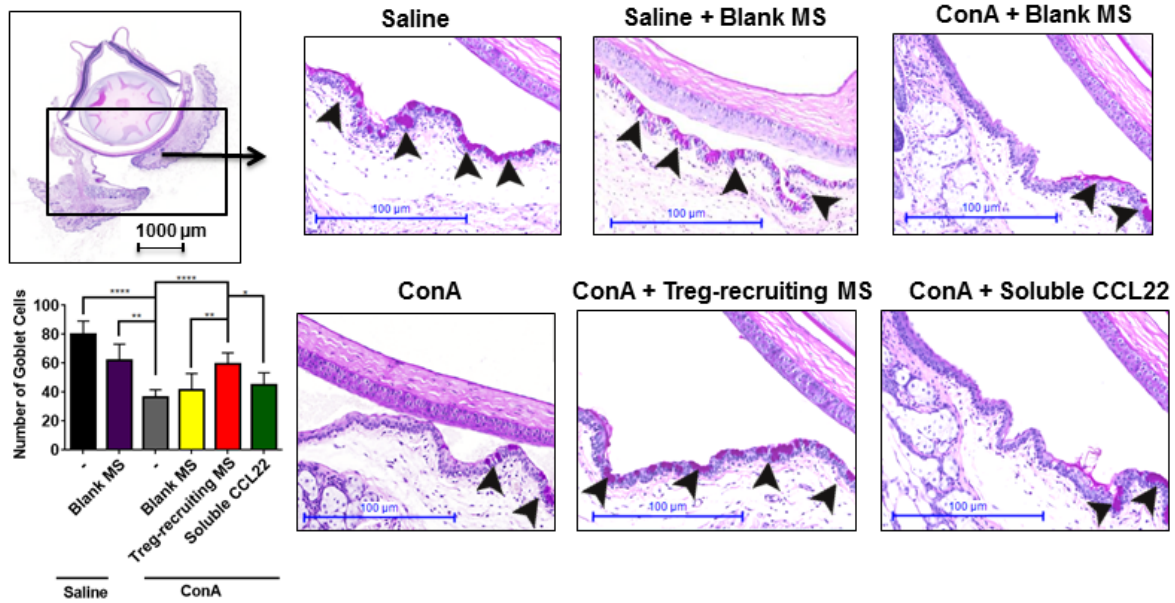 Saline
Saline + Blank MS
ConA + Blank MS
1000 µm
100 µm
100 µm
100 µm
ConA
ConA + Treg-recruiting MS
ConA + Soluble CCL22
100 µm
100 µm
100 µm
Number of Goblet Cells
100
80
60
40
20
0
****
****
**
**
*
-
Blank MS
-
Blank MS
Treg-recruiting MS
Soluble CCL22
Saline
ConA